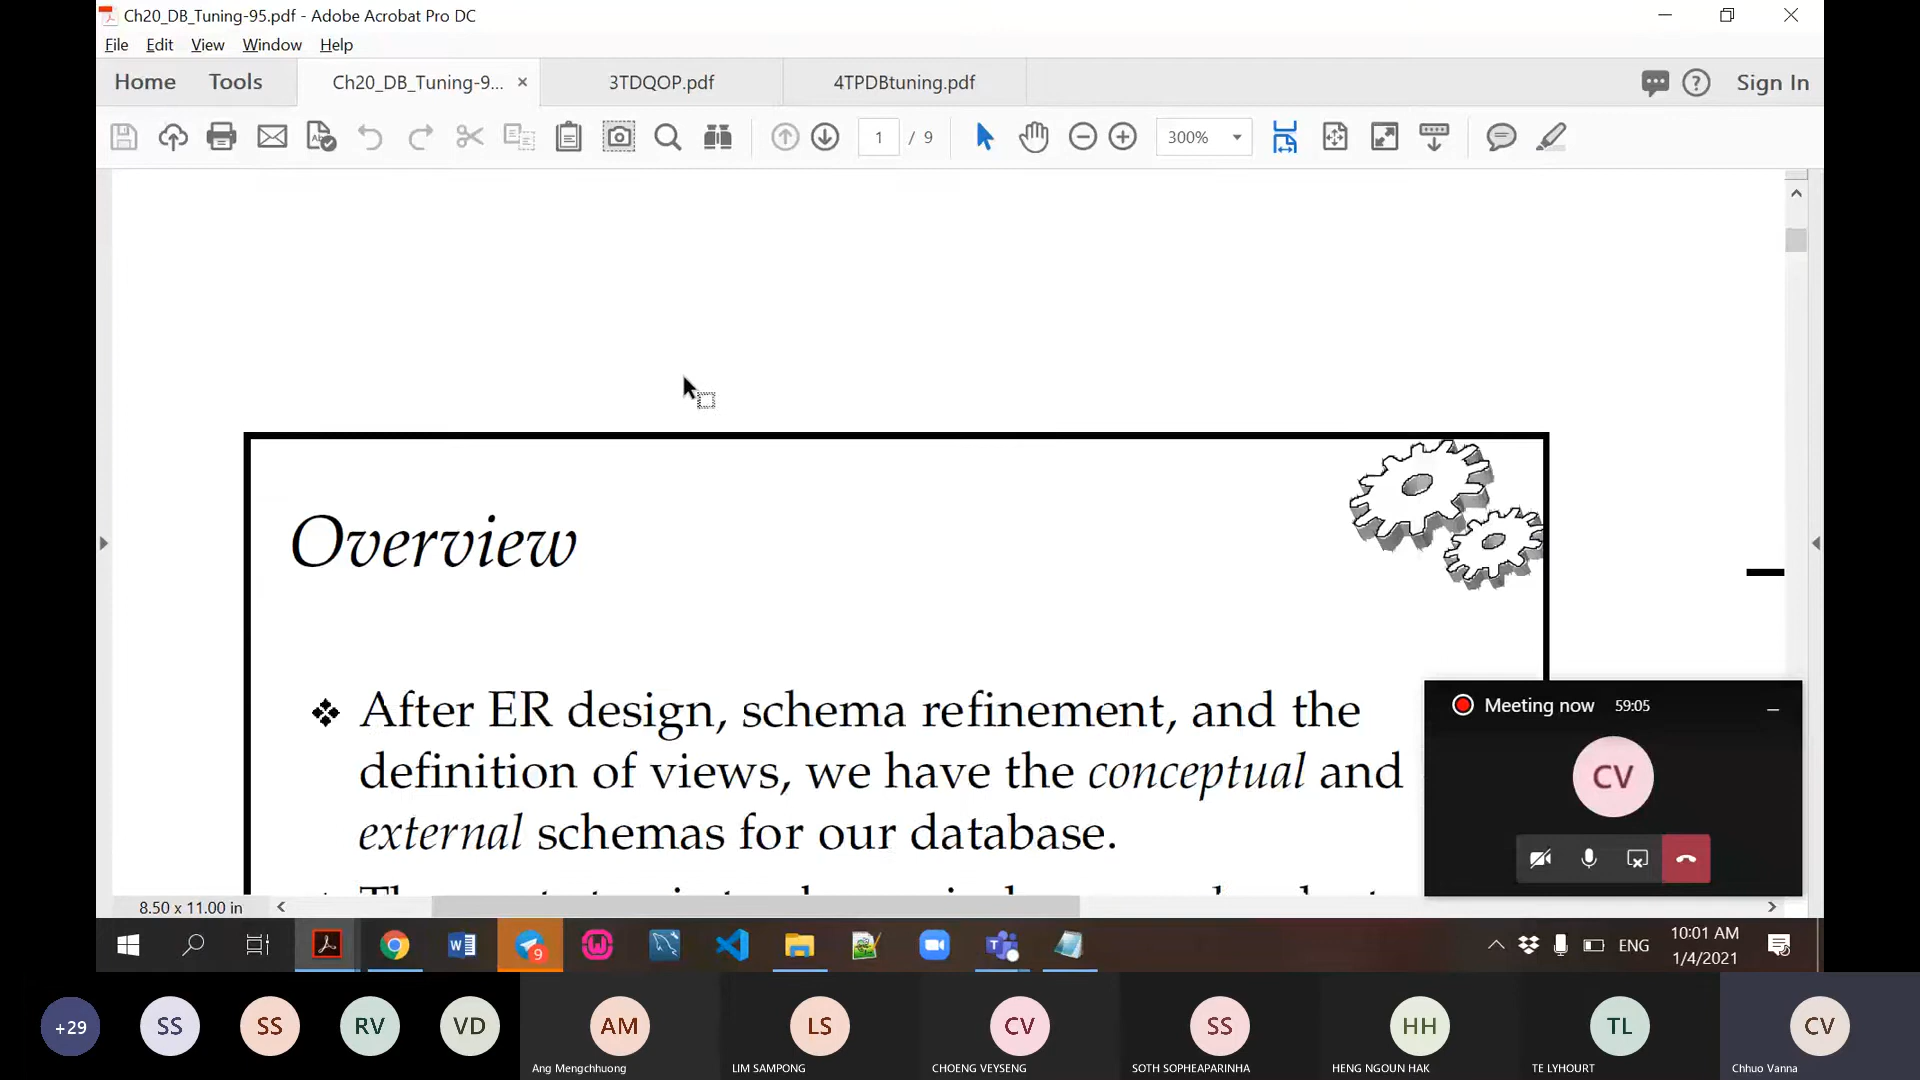 Ch20_DB_Tuning-95.pdf - Adobe Acrobat Pro DC
File Edit View Window Help
Home Tools Ch20_DB_Tuning-9... × 3TDQOP.pdf 4TPDBtuning.pdf Sign In
1 / 9 300%
Overview
After ER design, schema refinement, and the
definition of views, we have the conceptual and
external schemas for our database.
Meeting now 59:05
CV
8.50 x 11.00 in
9 ENG 10:01 AM
1/4/2021
+29 SS SS RV VD AM LS CV SS HH TL CV
Ang Mengchhuong LIM SAMPONG CHOENG VEYSENG SOTH SOPHEAPARINHA HENG NGOUN HAK TE LYHOURT Chhuo Vanna